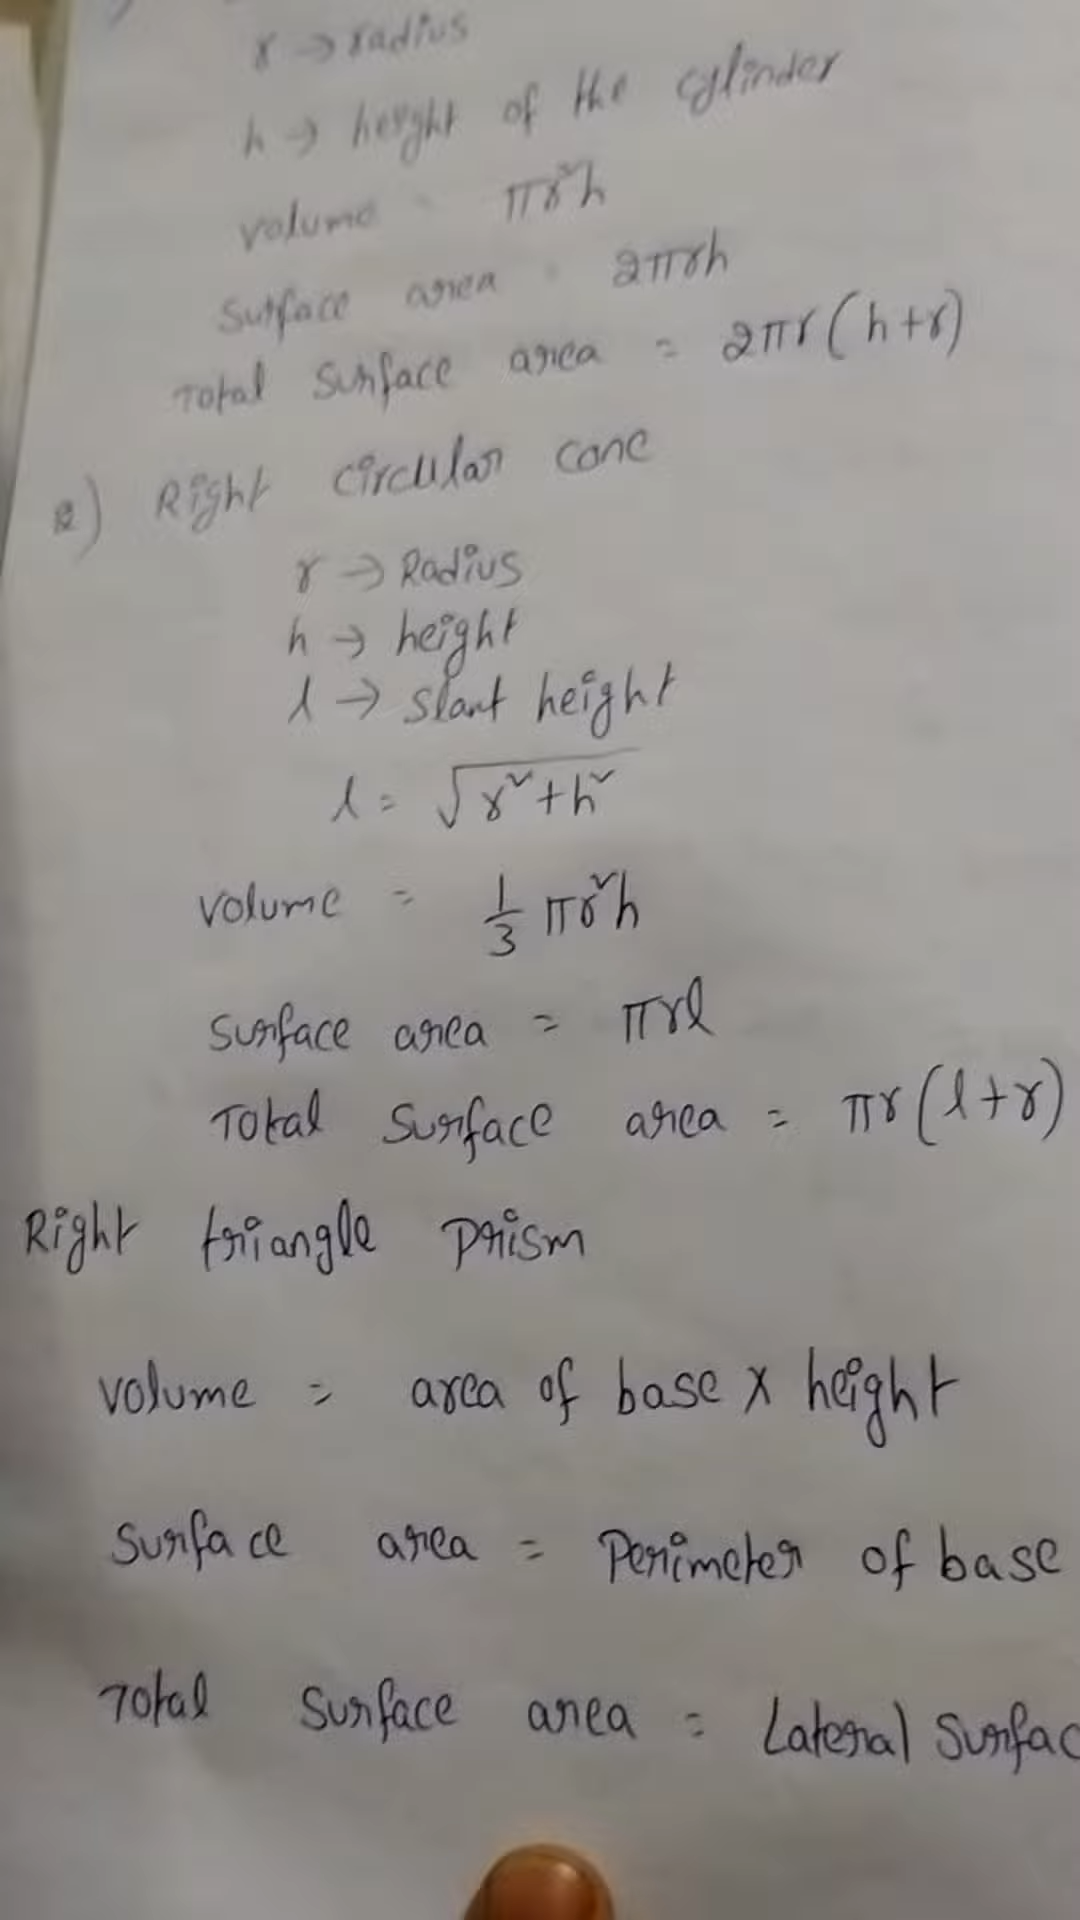 r → radius
h → height of the cylinder
volume = πr²h
Surface area = 2πrh
Total Surface area = 2πr(h+r)
2) Right circular cone
r → Radius
h → height
l → slant height
l = √r²+h²
volume = 1/3 πr²h
Surface area = πrl
Total Surface area = πr(l+r)
Right triangle Prism
volume = area of base x height
Surface area = Perimeter of base
Total Surface area = Lateral Surfac